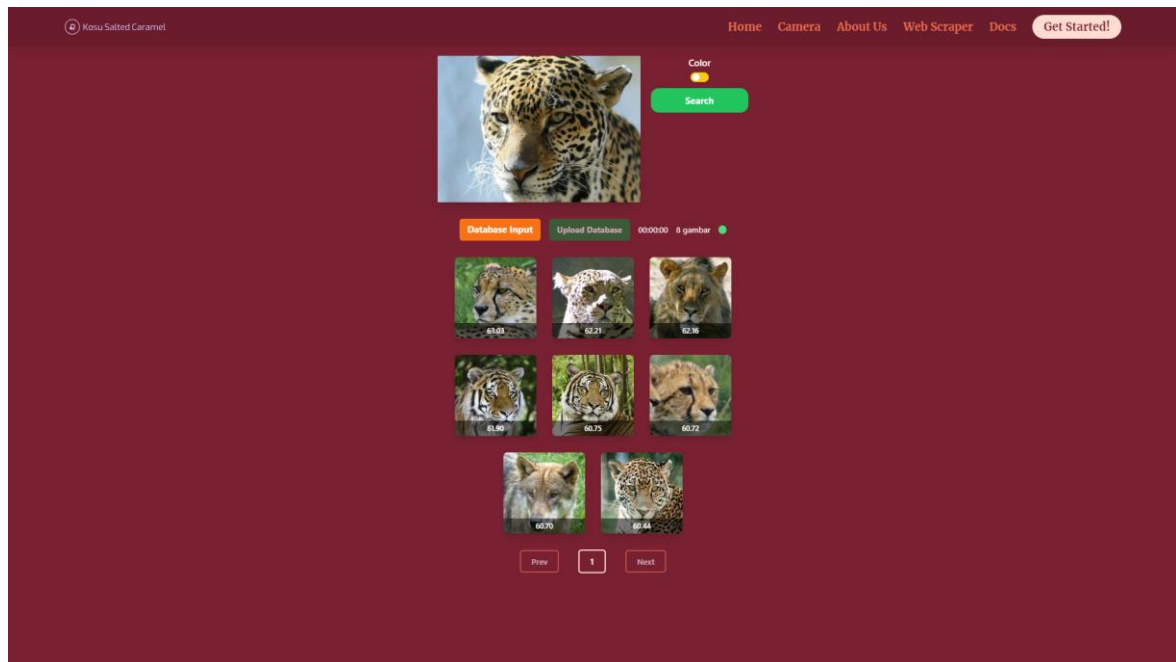 Kosu Salted Caramel Home Camera About Us Web Scraper Docs Get Started!
Color
Search
Database Input Upload Database 00:00:00 8 gambar
63.03 62.21 62.16
61.90 60.75 60.72
60.70 60.44
Prev 1 Next